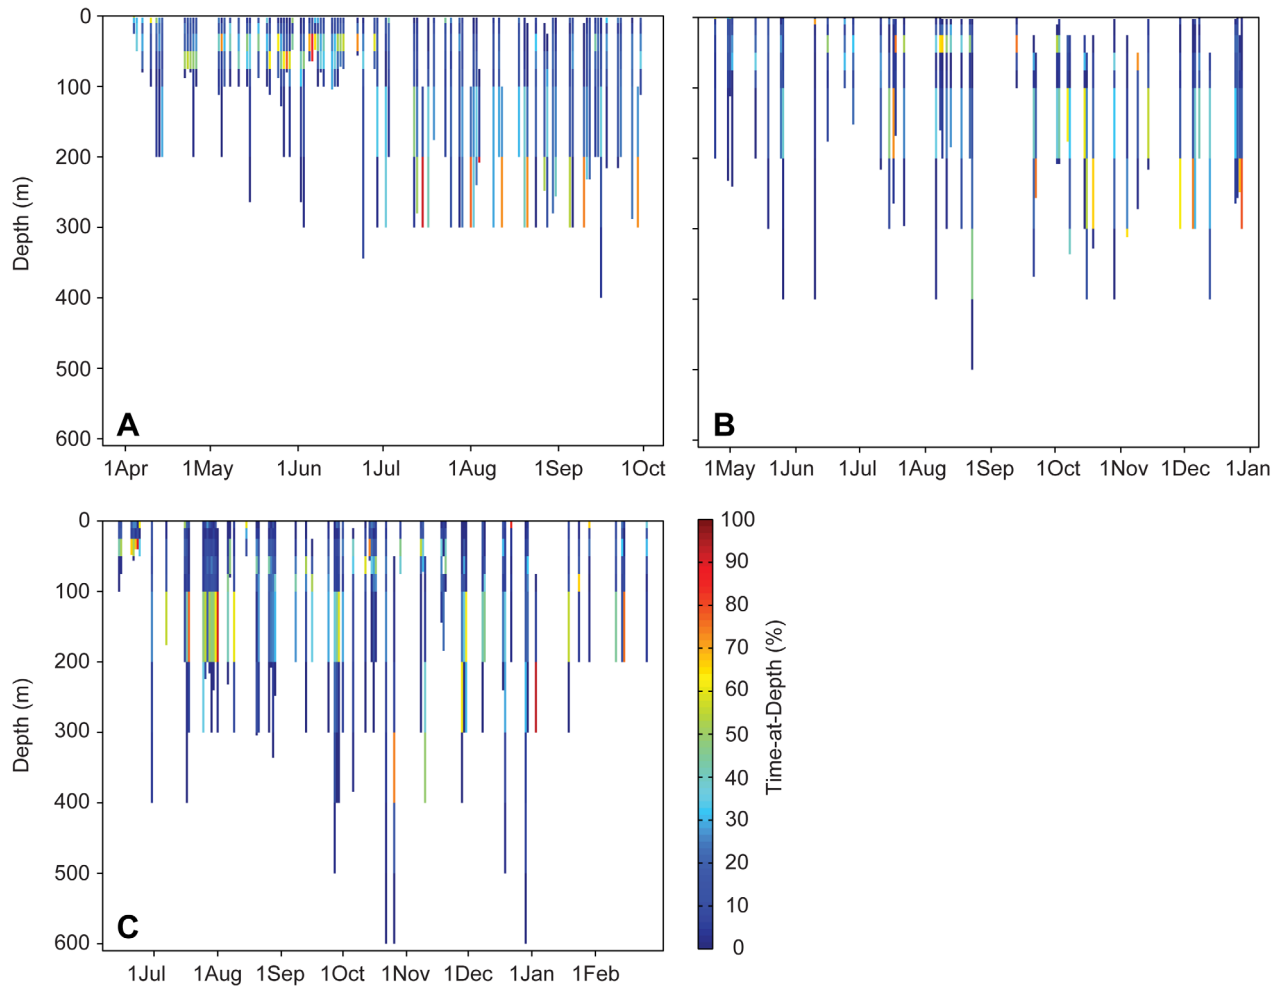 0
100
200
300
400
500
600
Depth (m)
A
1Apr 1May 1Jun 1Jul 1Aug 1Sep 1Oct
B
1May 1Jun 1Jul 1Aug 1Sep 1Oct 1Nov 1Dec 1Jan
0
100
200
300
400
500
600
Depth (m)
C
1Jul 1Aug 1Sep 1Oct 1Nov 1Dec 1Jan 1Feb
100
90
80
70
60
50
40
30
20
10
0
Time-at-Depth (%)